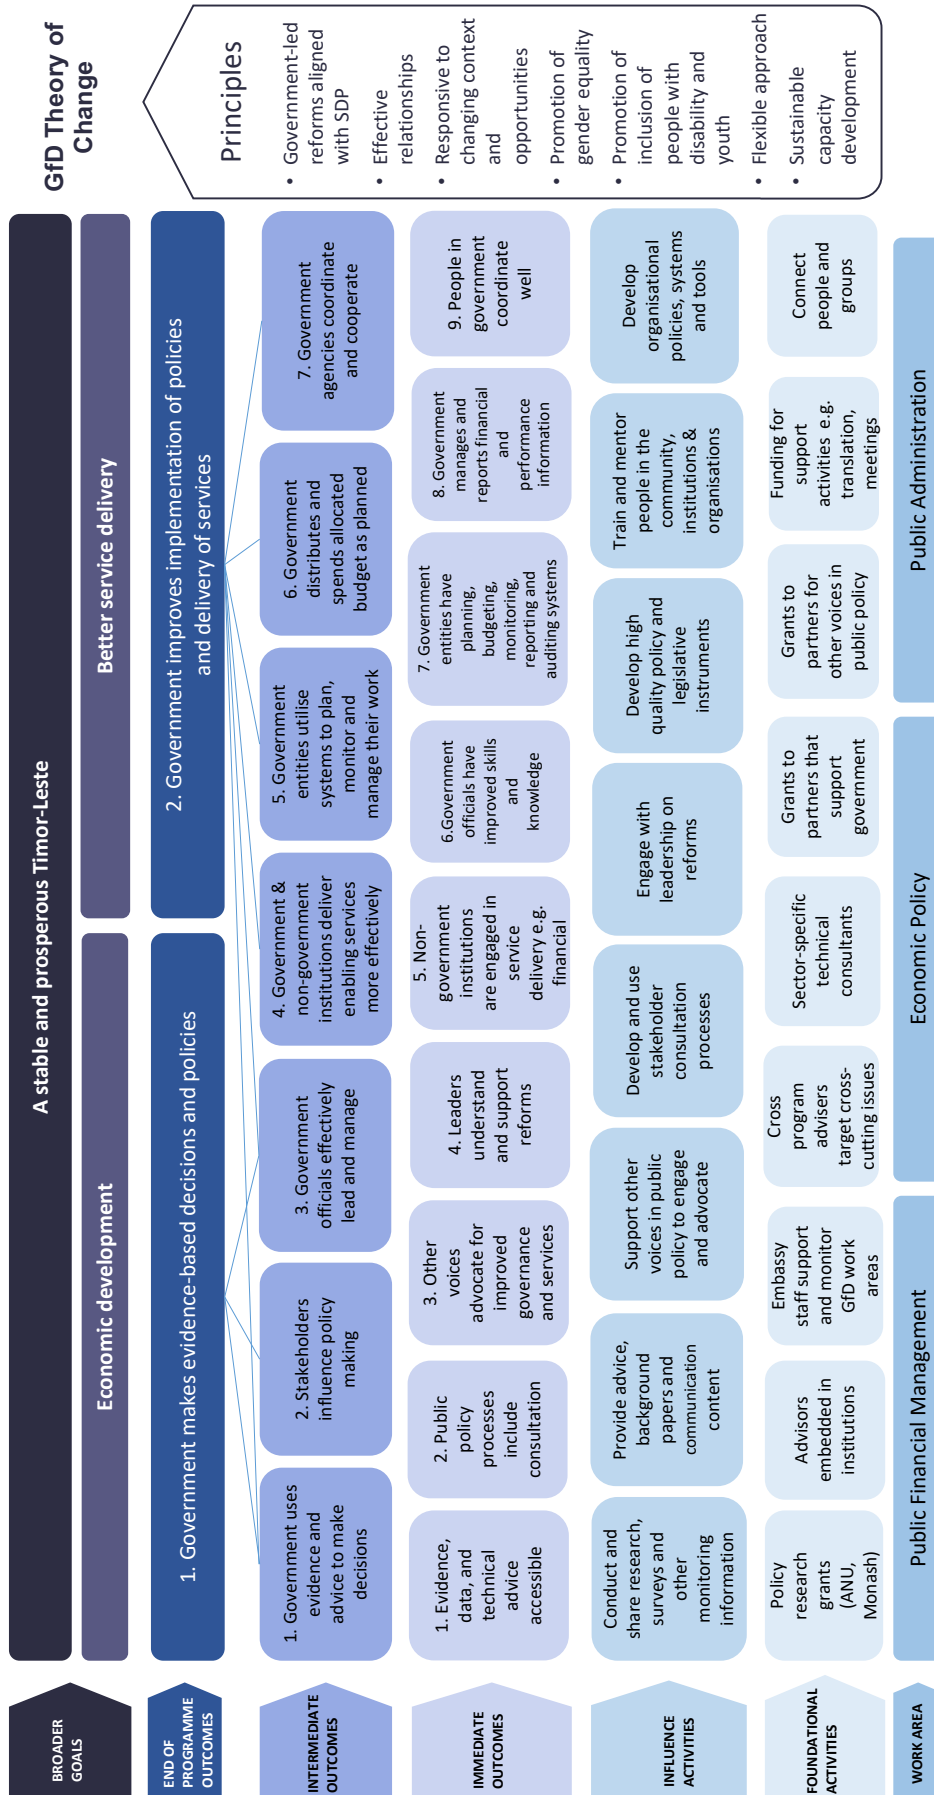 GfD Theory of
Change
BROADER
GOALS
A stable and prosperous Timor-Leste
Economic development
Better service delivery
END OF
PROGRAMME
OUTCOMES
1. Government makes evidence-based decisions and policies
2. Government improves implementation of policies
and delivery of services
INTERMEDIATE
OUTCOMES
1. Government uses
evidence and
advice to make
decisions
2. Stakeholders
influence policy
making
3. Government
officials effectively
lead and manage
4. Government &
non-government
institutions deliver
enabling services
more effectively
5. Government
entities utilise
systems to plan,
monitor and
manage their work
6. Government
distributes and
spends allocated
budget as planned
7. Government
agencies coordinate
and cooperate
IMMEDIATE
OUTCOMES
1. Evidence,
data, and
technical
advice
accessible
2. Public
policy
processes
include
consultation
3. Other
voices
advocate for
improved
governance
and services
4. Leaders
understand
and support
reforms
5. Non-
government
institutions
are engaged in
service
delivery e.g.
financial
6.Government
officials have
improved skills
and
knowledge
7. Government
entities have
planning,
budgeting,
monitoring,
reporting and
auditing systems
8. Government
manages and
reports financial
and
performance
information
9. People in
government
coordinate
well
INFLUENCE
ACTIVITIES
Conduct and
share research,
surveys and
other
monitoring
information
Provide advice,
background
papers and
communication
content
Support other
voices in public
policy to engage
and advocate
Develop and use
stakeholder
consultation
processes
Engage with
leadership on
reforms
Develop high
quality policy and
legislative
instruments
Train and mentor
people in the
community,
institutions &
organisations
Develop
organisational
policies, systems
and tools
FOUNDATIONAL
ACTIVITIES
Policy
research
grants
(ANU,
Monash)
Advisors
embedded in
institutions
Embassy
staff support
and monitor
GfD work
areas
Cross
program
advisers
target cross-
cutting issues
Sector-specific
technical
consultants
Grants to
partners that
support
government
Grants to
partners for
other voices in
public policy
Funding for
support
activities e.g.
translation,
meetings
Connect
people and
groups
WORK AREA
Public Financial Management
Economic Policy
Public Administration
Principles
• Government-led
reforms aligned
with SDP
• Effective
relationships
• Responsive to
changing context
and
opportunities
• Promotion of
gender equality
• Promotion of
inclusion of
people with
disability and
youth
• Flexible approach
• Sustainable
capacity
development